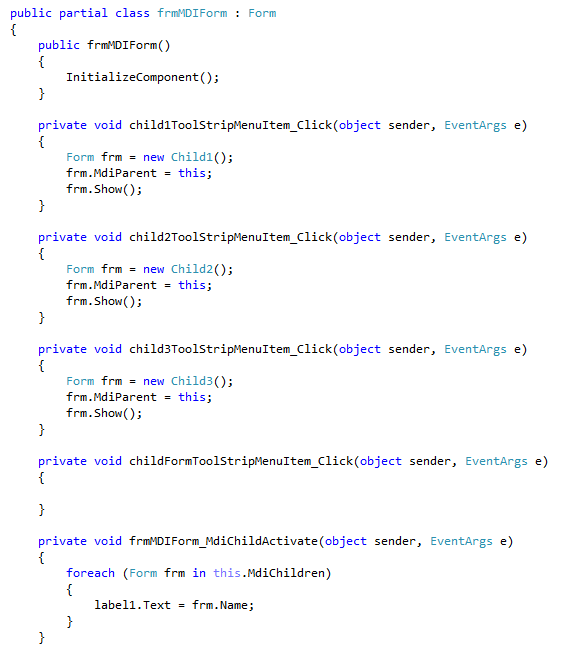 public partial class frmMDIForm : Form
{
    public frmMDIForm()
    {
        InitializeComponent();
    }

    private void child1ToolStripMenuItem_Click(object sender, EventArgs e)
    {
        Form frm = new Child1();
        frm.MdiParent = this;
        frm.Show();
    }

    private void child2ToolStripMenuItem_Click(object sender, EventArgs e)
    {
        Form frm = new Child2();
        frm.MdiParent = this;
        frm.Show();
    }

    private void child3ToolStripMenuItem_Click(object sender, EventArgs e)
    {
        Form frm = new Child3();
        frm.MdiParent = this;
        frm.Show();
    }

    private void childFormToolStripMenuItem_Click(object sender, EventArgs e)
    {

    }

    private void frmMDIForm_MdiChildActivate(object sender, EventArgs e)
    {
        foreach (Form frm in this.MdiChildren)
        {
            label1.Text = frm.Name;
        }
    }